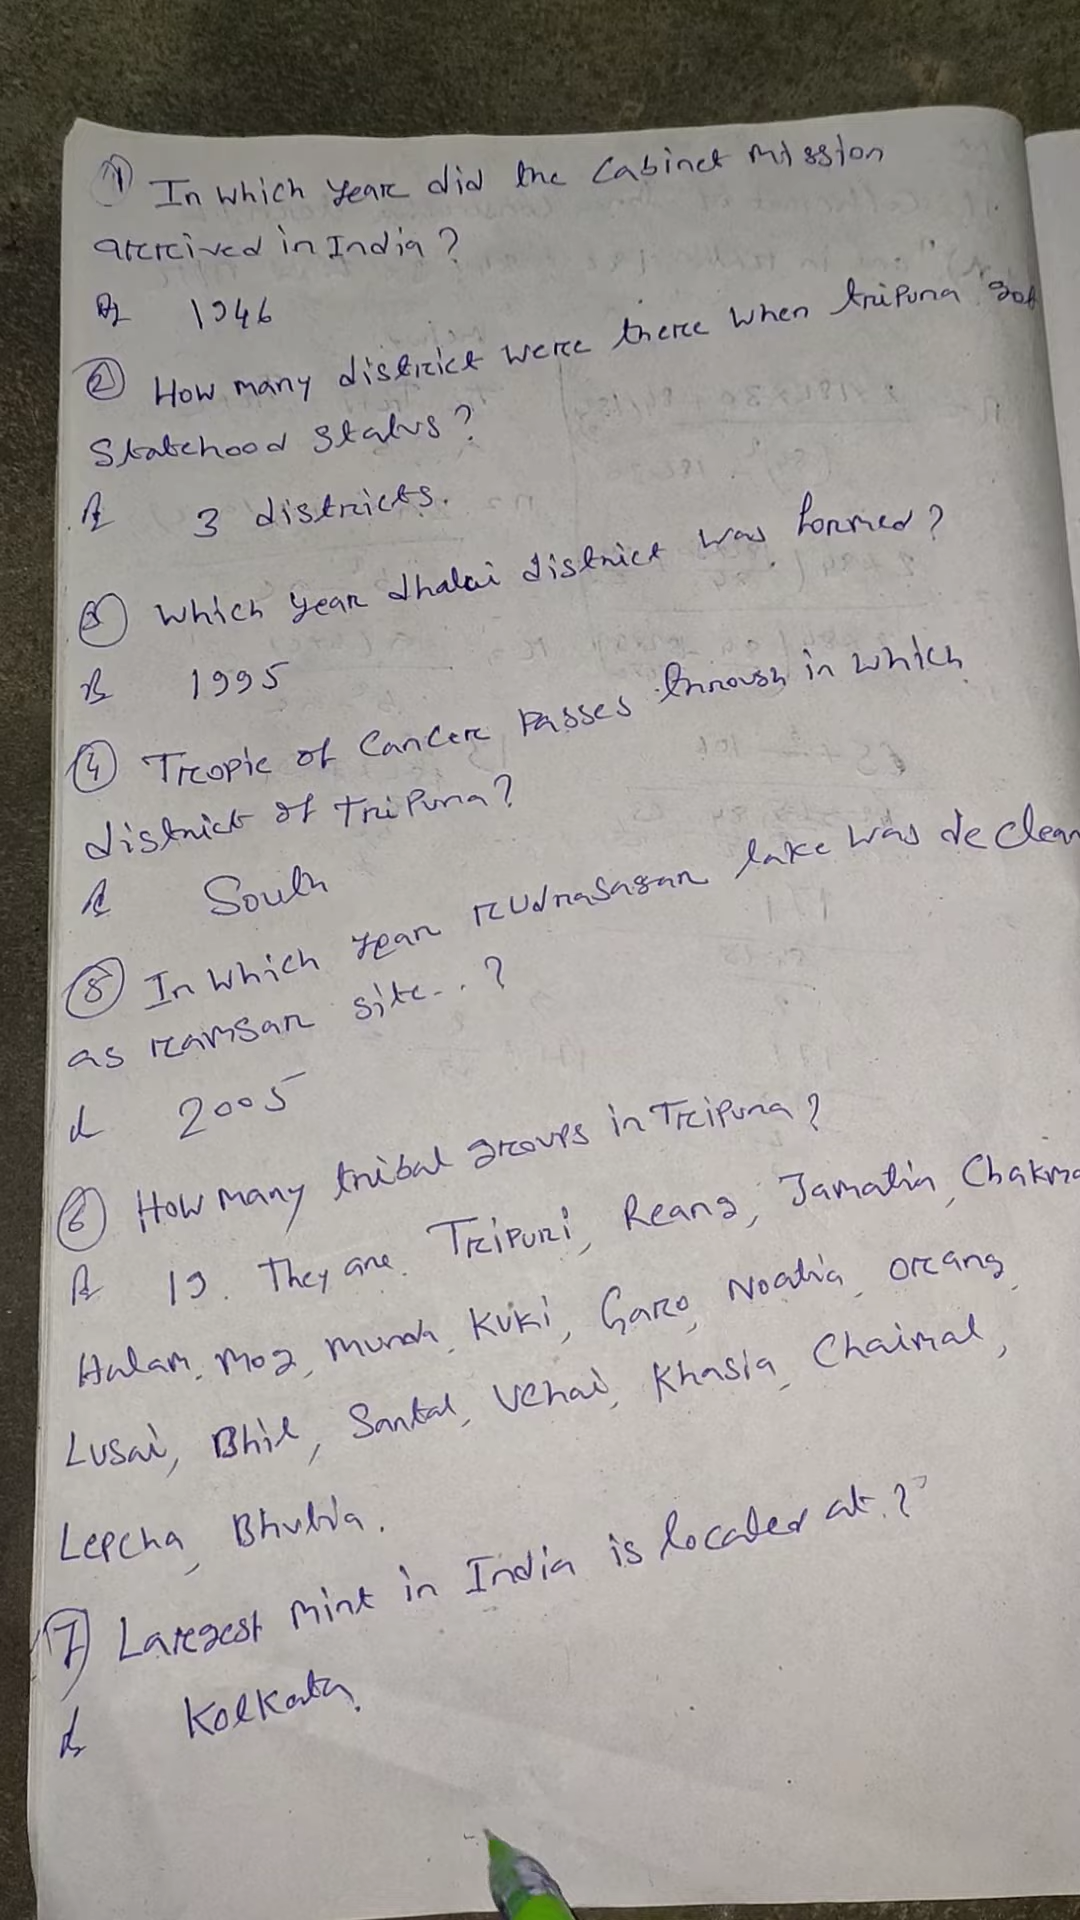 ① In which year did the Cabinet Mission
arrived in India ?
A 1946
② How many district were there when tripura got
Statehood status ?
A 3 districts.
③ which year dhalai district was formed ?
A 1995
④ Tropic of Cancer passes through in which
district of Tripura ?
A South
⑤ In which year rudrasagar lake was declear
as ramsar site... ?
A 2005
⑥ How many tribal groups in Tripura ?
A 19. They are. Tripuri, Reang, Jamatia, Chakma
Halam, Mog, Munda, Kuki, Garo, Noatia, Orang,
Lusai, Bhil, Santal, Uchai, Khasia, Chaimal,
Lepcha, Bhutia.
⑦ Largest Mint in India is located at. ?
A Kolkata.